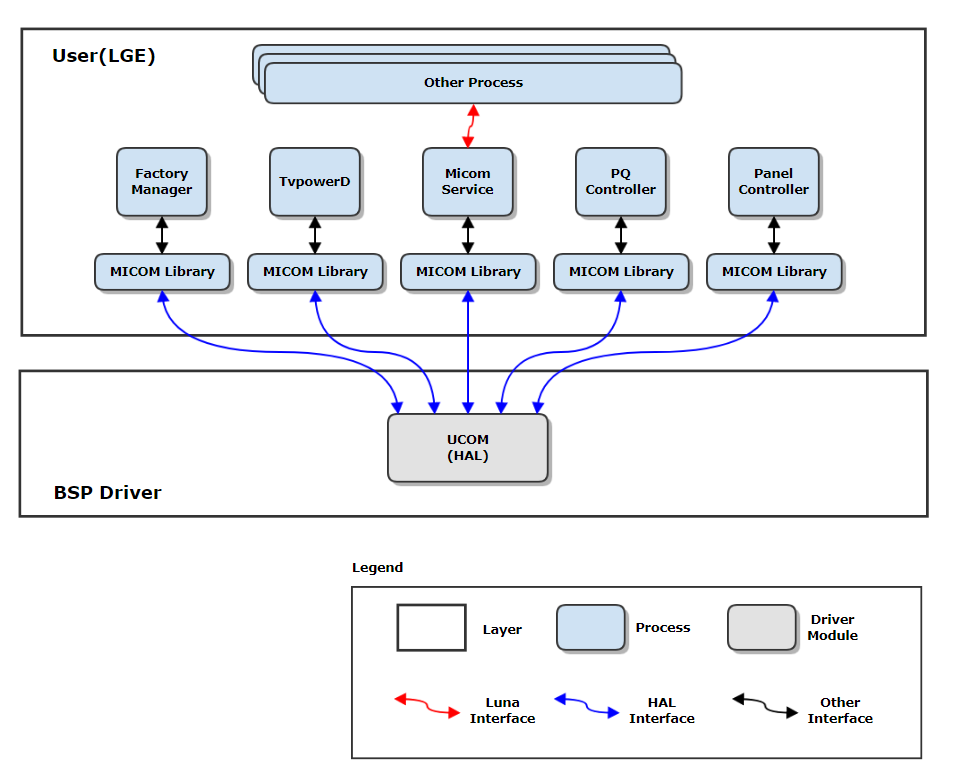 User(LGE)
Other Process
Factory
Manager
TvpowerD
Micom
Service
PQ
Controller
Panel
Controller
MICOM Library
MICOM Library
MICOM Library
MICOM Library
MICOM Library
UCOM
(HAL)
BSP Driver
Legend
Layer
Process
Driver
Module
Luna
Interface
HAL
Interface
Other
Interface